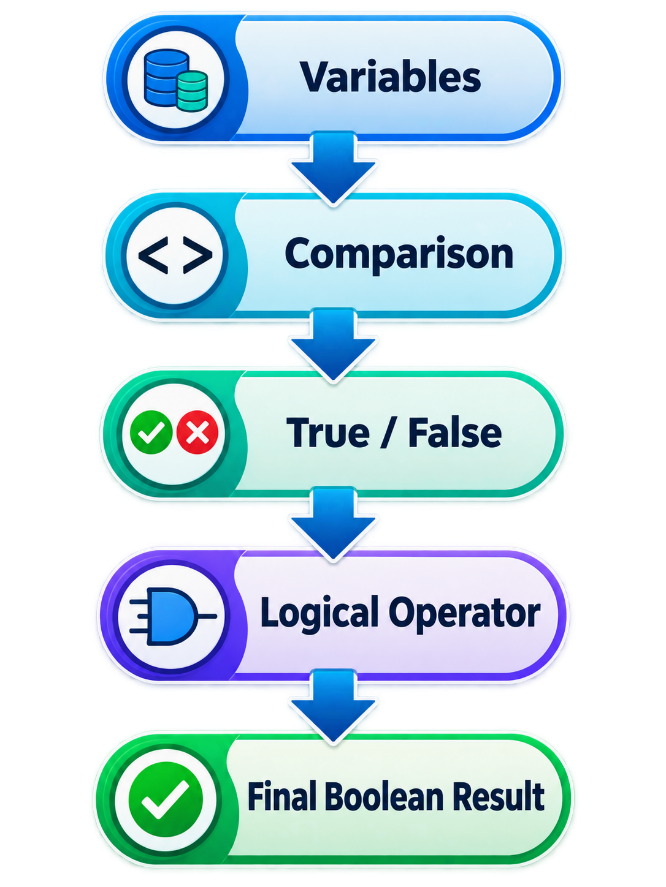 Variables
Comparison
True / False
Logical Operator
Final Boolean Result